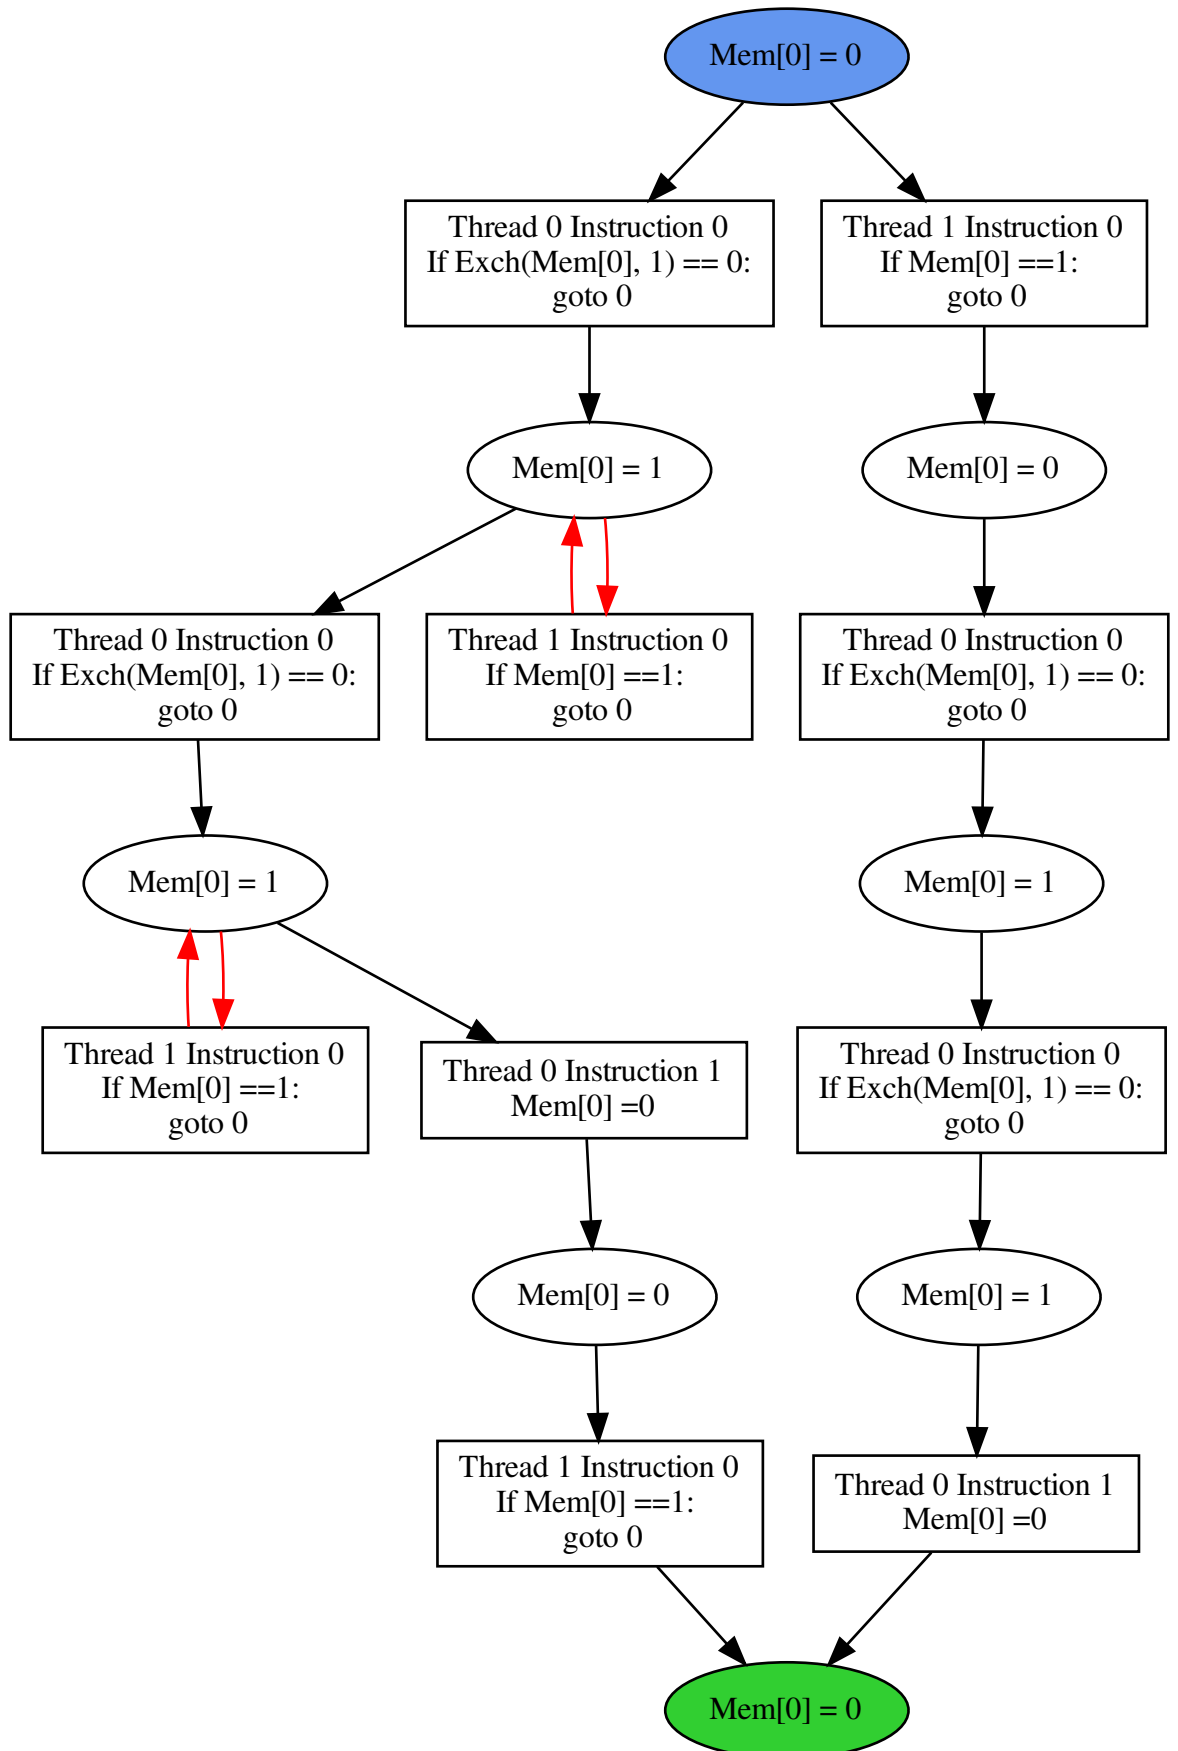 Mem[0] = 0
Thread 0 Instruction 0
If Exch(Mem[0], 1) == 0:
goto 0
Thread 1 Instruction 0
If Mem[0] ==1:
goto 0
Mem[0] = 1
Mem[0] = 0
Thread 0 Instruction 0
If Exch(Mem[0], 1) == 0:
goto 0
Thread 1 Instruction 0
If Mem[0] ==1:
goto 0
Thread 0 Instruction 0
If Exch(Mem[0], 1) == 0:
goto 0
Mem[0] = 1
Mem[0] = 1
Thread 1 Instruction 0
If Mem[0] ==1:
goto 0
Thread 0 Instruction 1
Mem[0] =0
Thread 0 Instruction 0
If Exch(Mem[0], 1) == 0:
goto 0
Mem[0] = 0
Mem[0] = 1
Thread 1 Instruction 0
If Mem[0] ==1:
goto 0
Thread 0 Instruction 1
Mem[0] =0
Mem[0] = 0